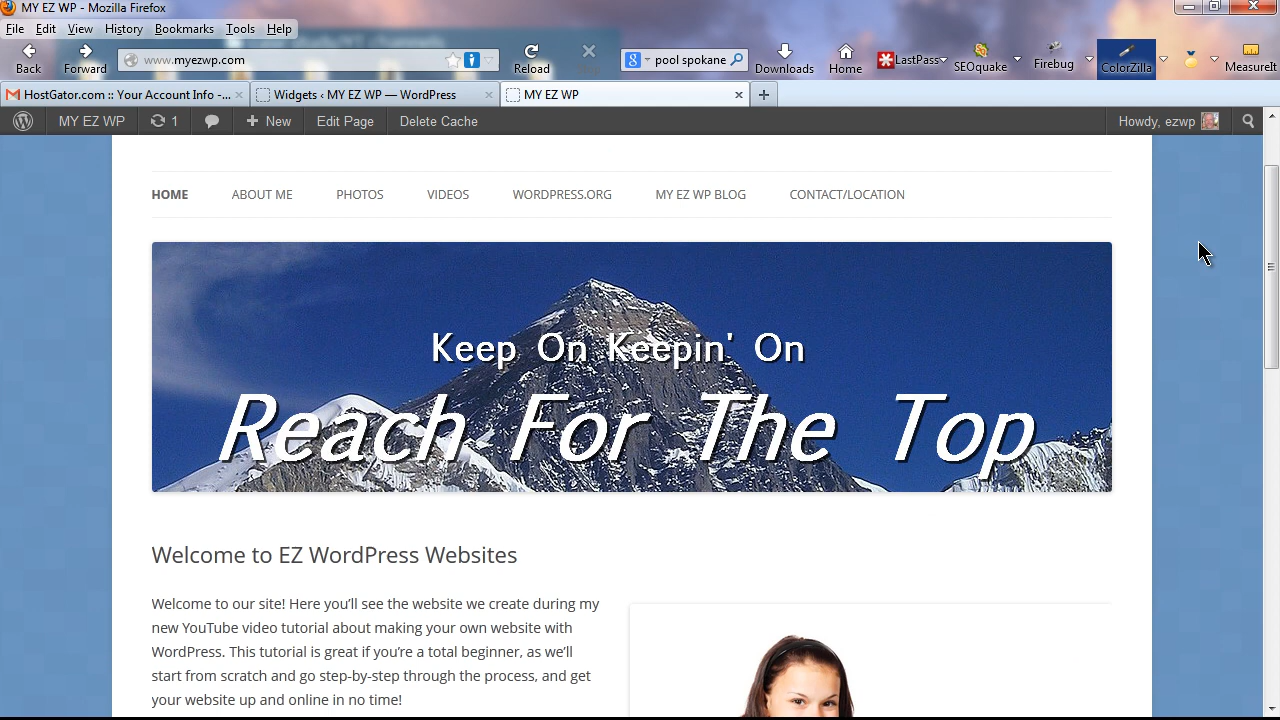 MY EZ WP - Mozilla Firefox
File Edit View History Bookmarks Tools Help
Back Forward www.myezwp.com Reload pool spokane Downloads Home LastPass SEOquake Firebug ColorZilla MeasureIt
HostGator.com :: Your Account Info -... Widgets ‹ MY EZ WP — WordPress MY EZ WP
MY EZ WP 1 New Edit Page Delete Cache Howdy, ezwp
HOME ABOUT ME PHOTOS VIDEOS WORDPRESS.ORG MY EZ WP BLOG CONTACT/LOCATION
Keep On Keepin' On
Reach For The Top
Welcome to EZ WordPress Websites
Welcome to our site! Here you’ll see the website we create during my
new YouTube video tutorial about making your own website with
WordPress. This tutorial is great if you’re a total beginner, as we’ll
start from scratch and go step-by-step through the process, and get
your website up and online in no time!